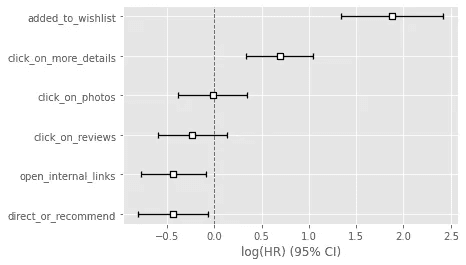 added_to_wishlist
click_on_more_details
click_on_photos
click_on_reviews
open_internal_links
direct_or_recommend
−0.5 0.0 0.5 1.0 1.5 2.0 2.5
log(HR) (95% CI)